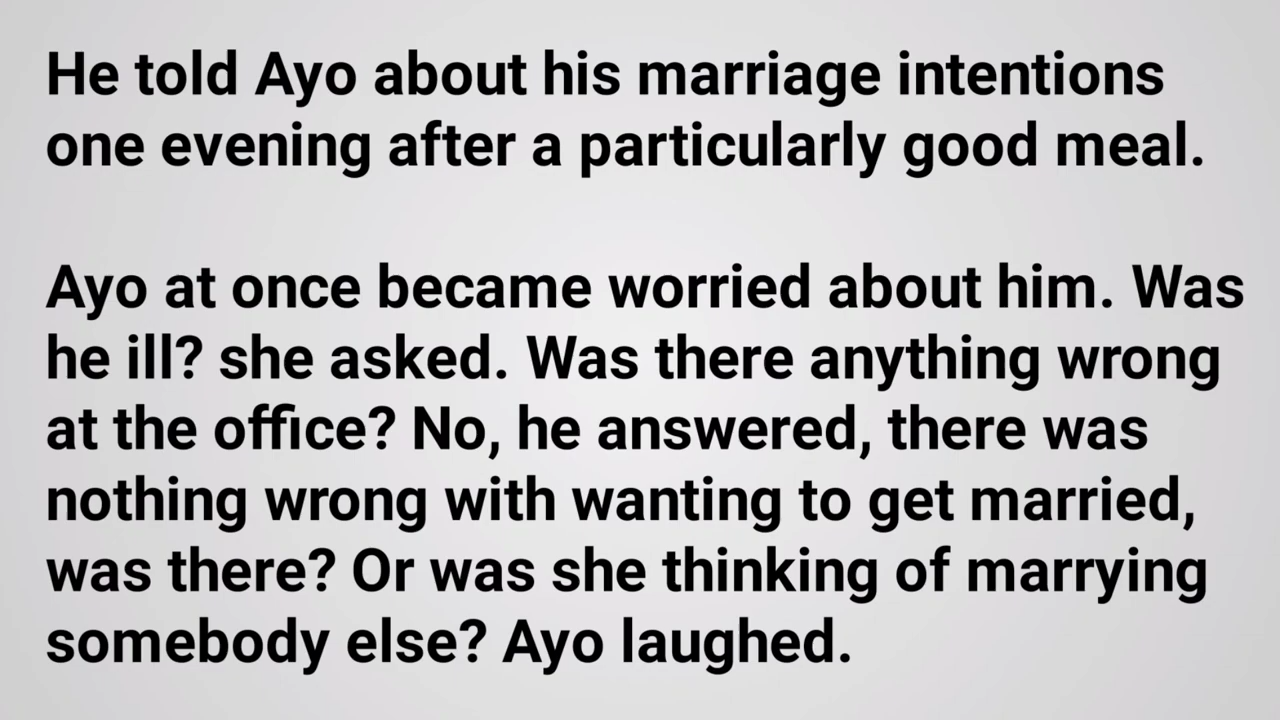 He told Ayo about his marriage intentions
one evening after a particularly good meal.
Ayo at once became worried about him. Was
he ill? she asked. Was there anything wrong
at the office? No, he answered, there was
nothing wrong with wanting to get married,
was there? Or was she thinking of marrying
somebody else? Ayo laughed.